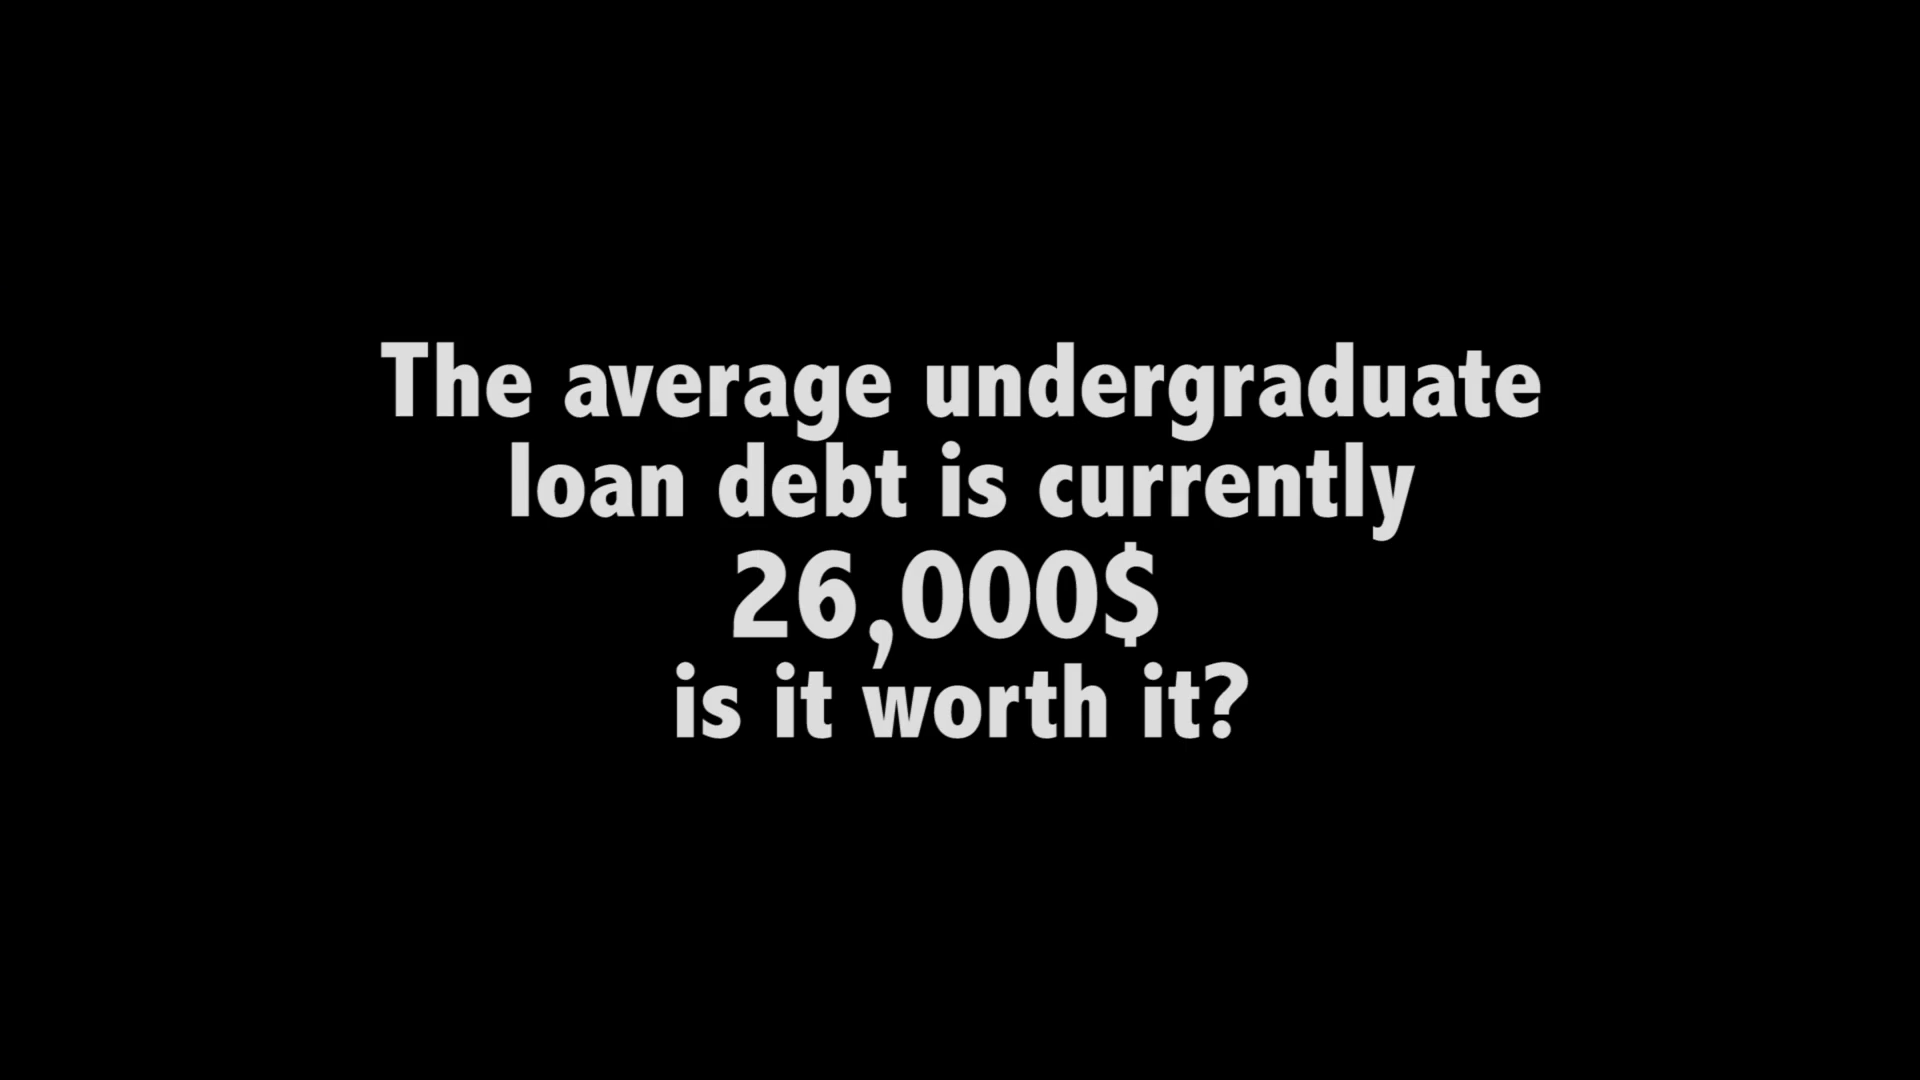 The average undergraduate
loan debt is currently
26,000$
is it worth it?